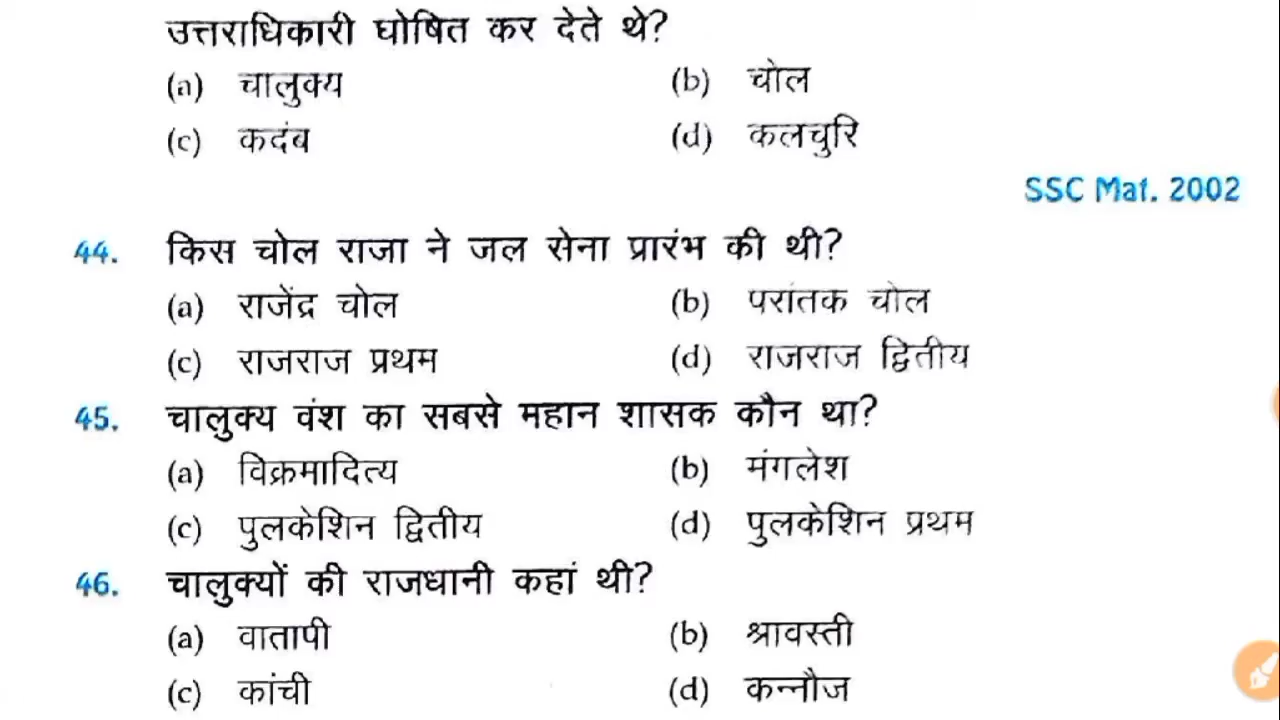 उत्तराधिकारी घोषित कर देते थे?
(a) चालुक्य (b) चोल
(c) कदंब (d) कलचुरि
SSC Mat. 2002
44. किस चोल राजा ने जल सेना प्रारंभ की थी?
(a) राजेंद्र चोल (b) परांतक चोल
(c) राजराज प्रथम (d) राजराज द्वितीय
45. चालुक्य वंश का सबसे महान शासक कौन था?
(a) विक्रमादित्य (b) मंगलेश
(c) पुलकेशिन द्वितीय (d) पुलकेशिन प्रथम
46. चालुक्यों की राजधानी कहां थी?
(a) वातापी (b) श्रावस्ती
(c) कांची (d) कन्नौज